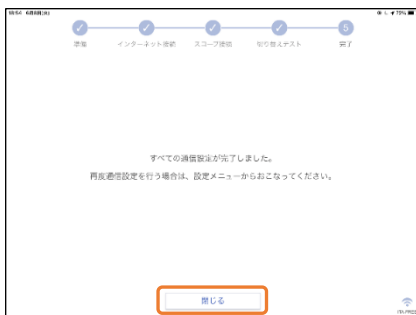 準備
インターネット接続
スコープ接続
切り替えテスト
5
完了
すべての通信設定が完了しました。
再度通信設定を行う場合は、設定メニューからおこなってください。
閉じる